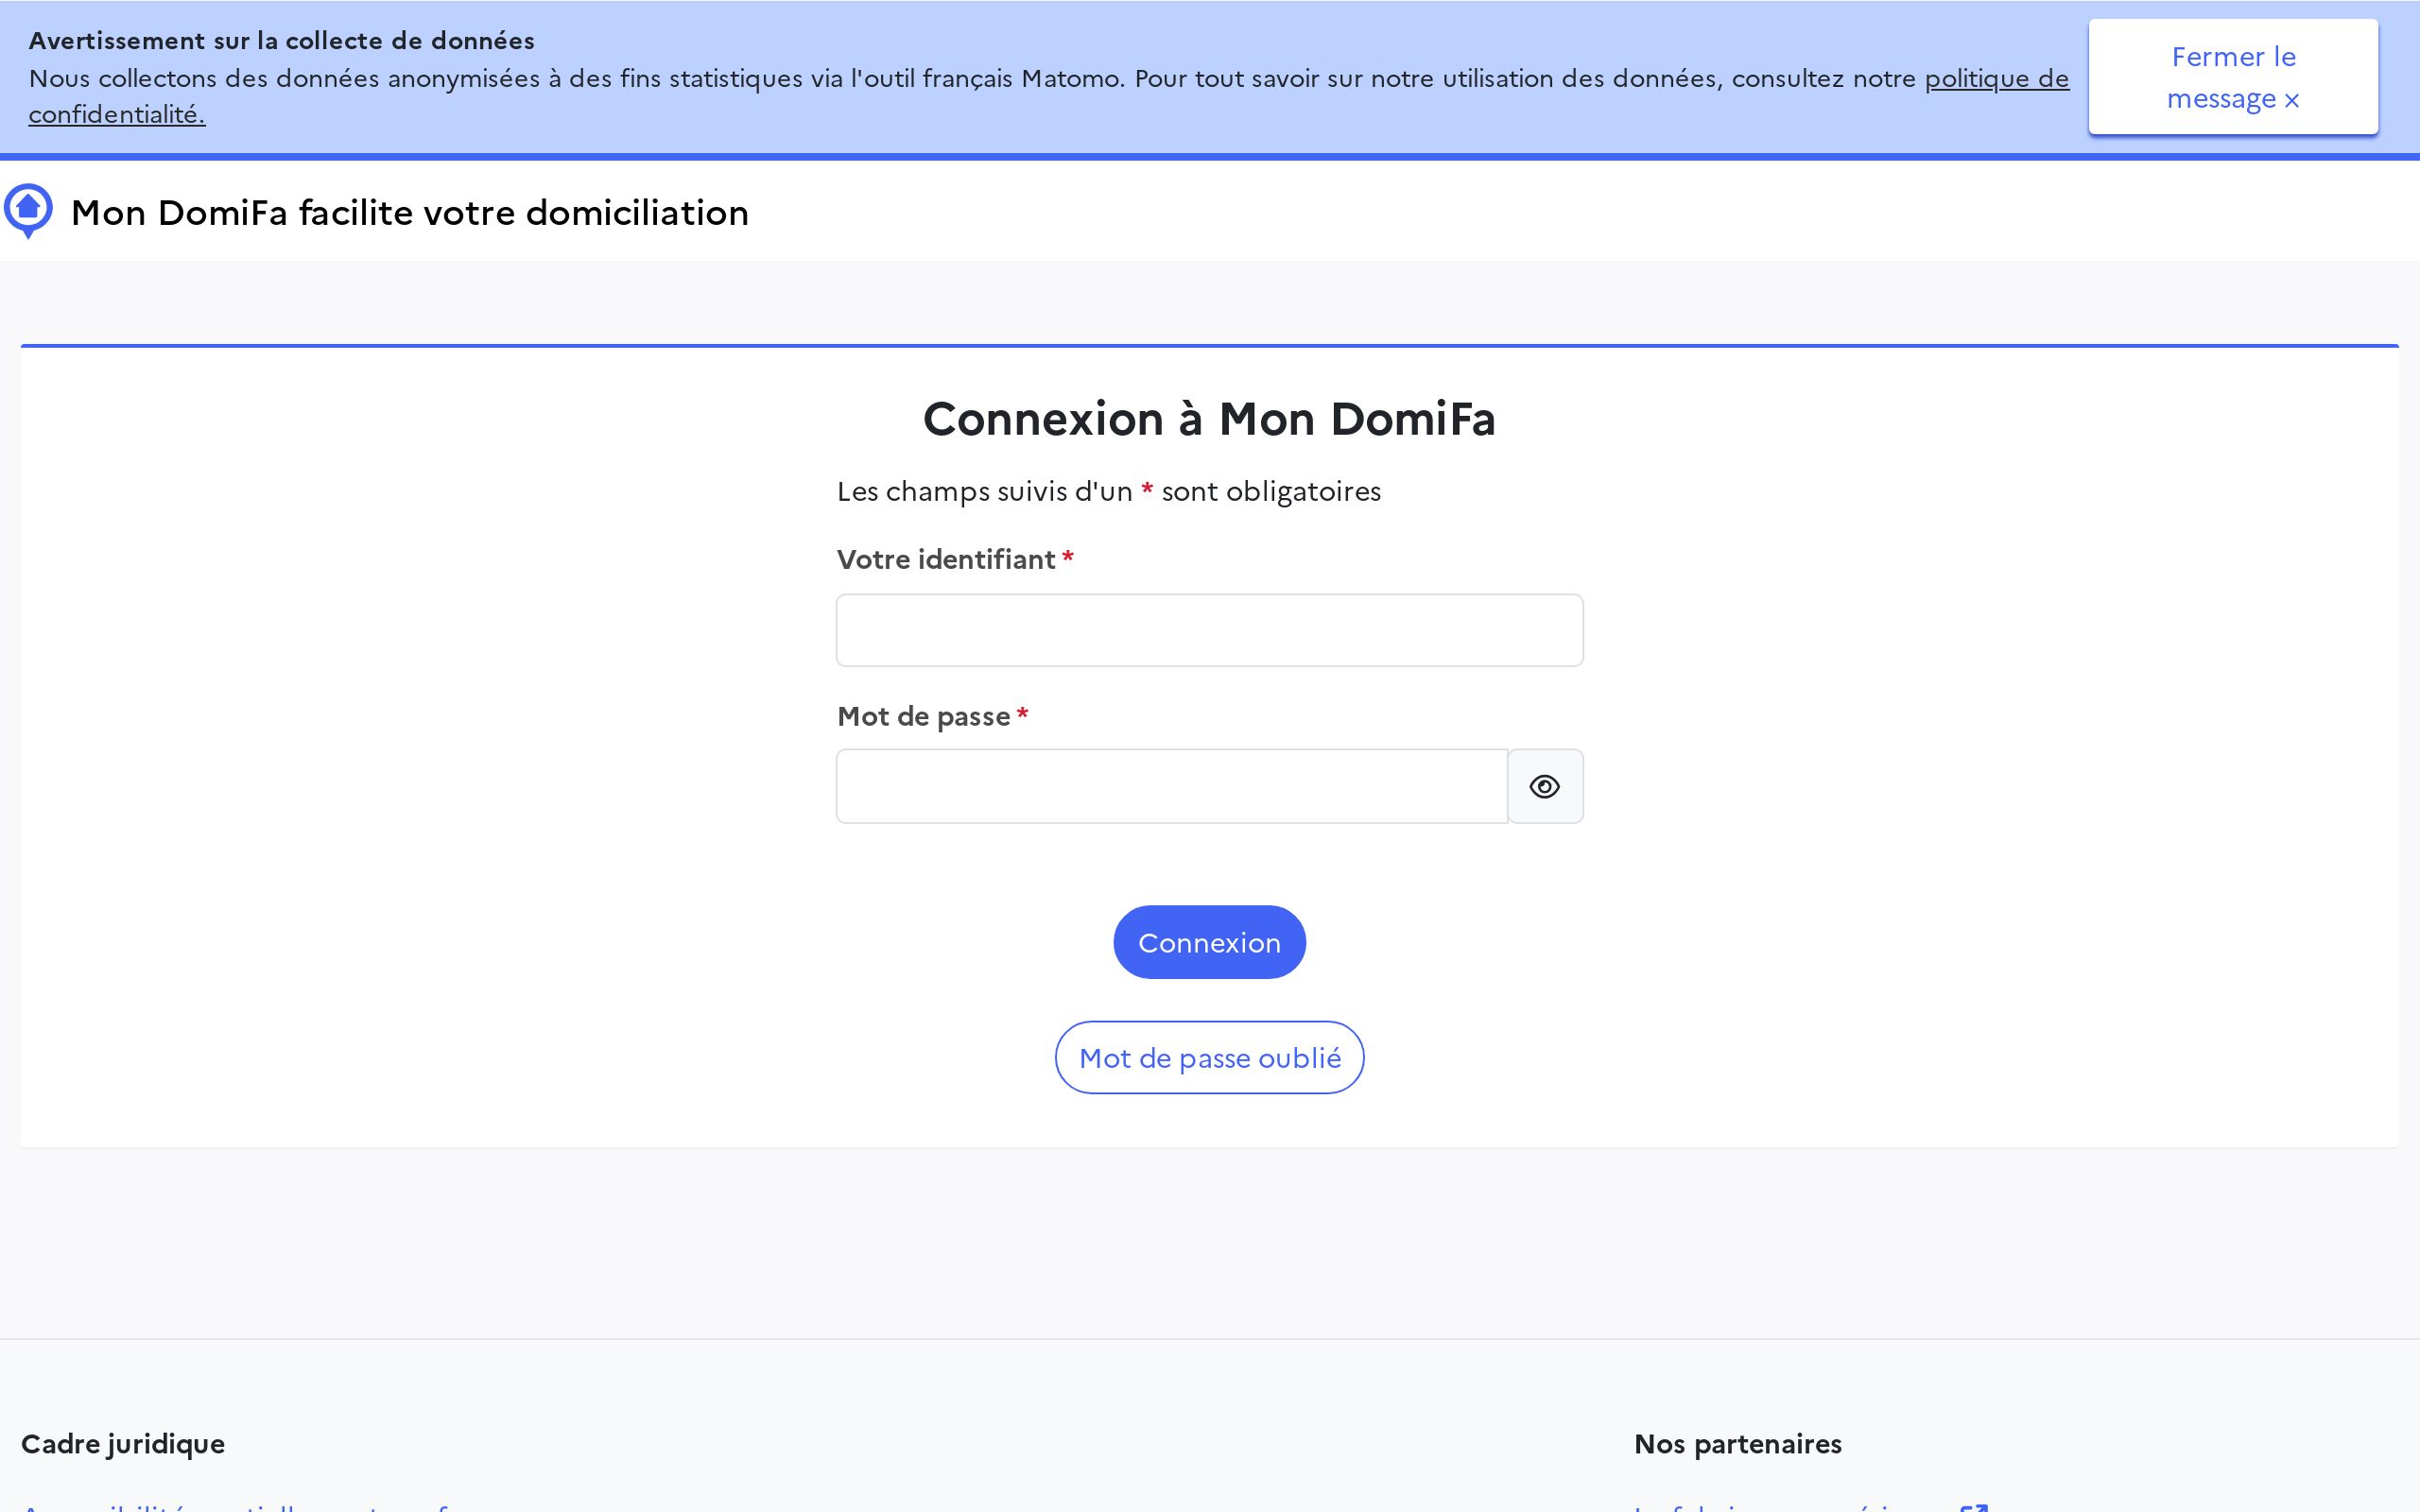 Avertissement sur la collecte de données
Nous collectons des données anonymisées à des fins statistiques via l'outil français Matomo. Pour tout savoir sur notre utilisation des données, consultez notre politique de
confidentialité.
Fermer le
message ×
Mon DomiFa facilite votre domiciliation
Connexion à Mon DomiFa
Les champs suivis d'un * sont obligatoires
Votre identifiant *
Mot de passe *
Connexion
Mot de passe oublié
Cadre juridique
Nos partenaires